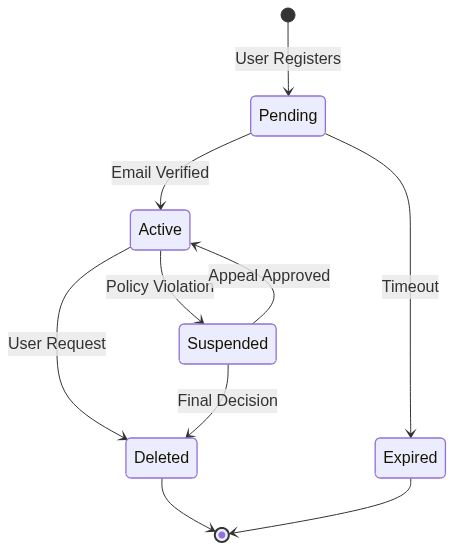 User Registers
Pending
Email Verified
Active
Appeal Approved
Policy Violation
Timeout
User Request
Suspended
Final Decision
Deleted
Expired